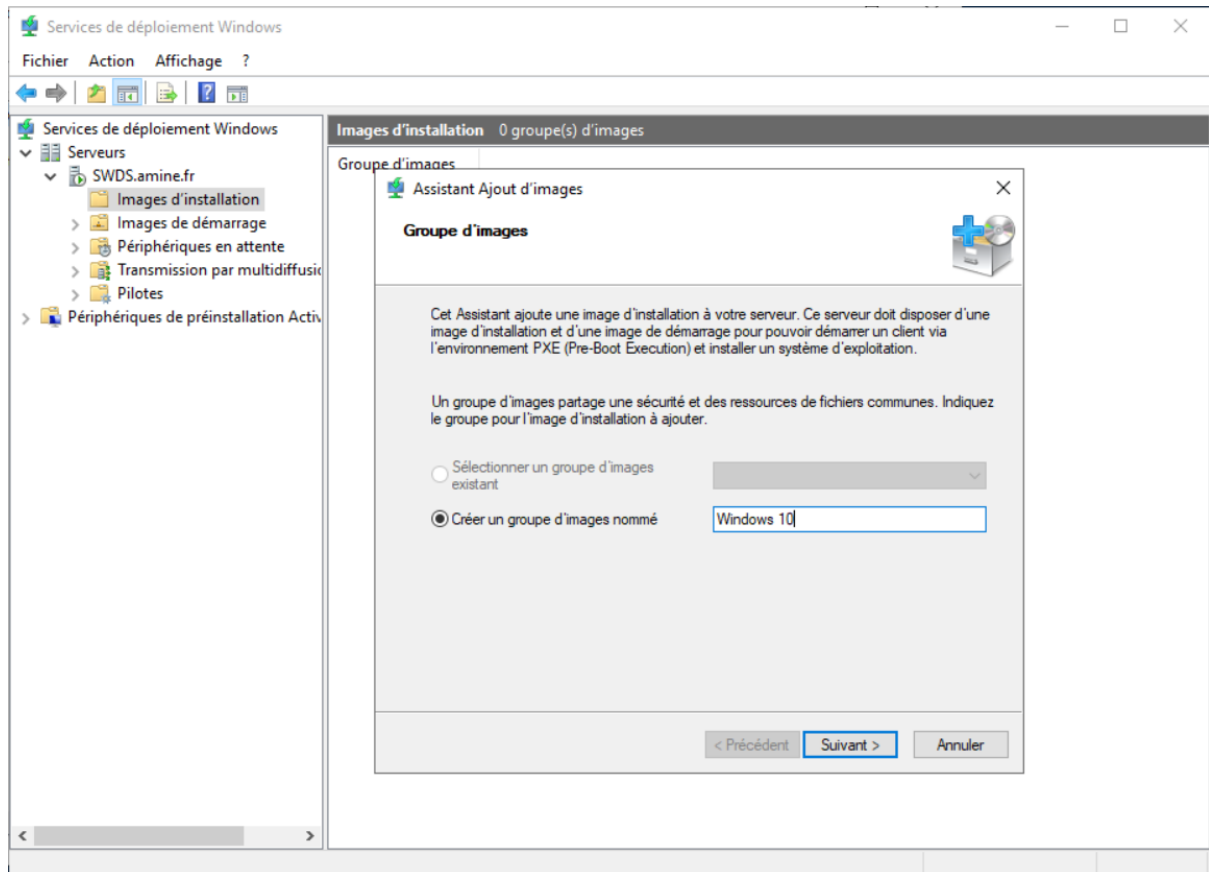 Services de déploiement Windows
Fichier Action Affichage ?
Services de déploiement Windows
Serveurs
SWDS.amine.fr
Images d'installation
Images de démarrage
Périphériques en attente
Transmission par multidiffusi
Pilotes
Périphériques de préinstallation Activ
Images d'installation 0 groupe(s) d'images
Groupe d'images
Assistant Ajout d'images
Groupe d'images
Cet Assistant ajoute une image d'installation à votre serveur. Ce serveur doit disposer d'une
image d'installation et d'une image de démarrage pour pouvoir démarrer un client via
l'environnement PXE (Pre-Boot Execution) et installer un système d'exploitation.
Un groupe d'images partage une sécurité et des ressources de fichiers communes. Indiquez
le groupe pour l'image d'installation à ajouter.
Sélectionner un groupe d'images
existant
Créer un groupe d'images nommé
Windows 10
< Précédent Suivant > Annuler